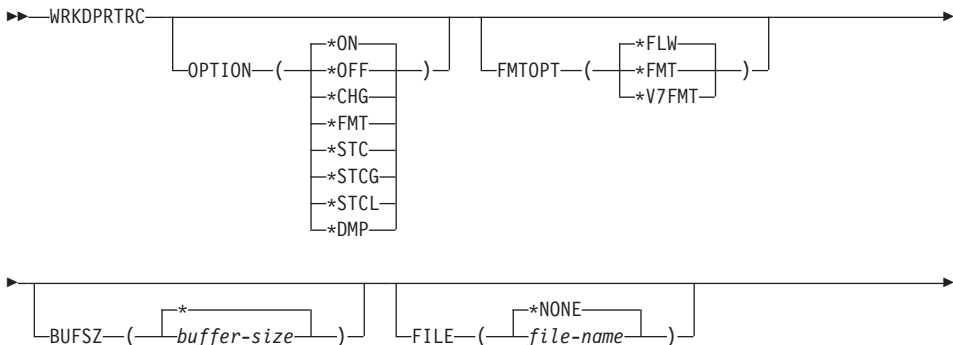 WRKDPRTRC
OPTION ( *ON )
*OFF
*CHG
*FMT
*STC
*STCG
*STCL
*DMP
FMTOPT ( *FLW )
*FMT
*V7FMT
BUFSZ ( * )
buffer-size
FILE ( *NONE )
file-name